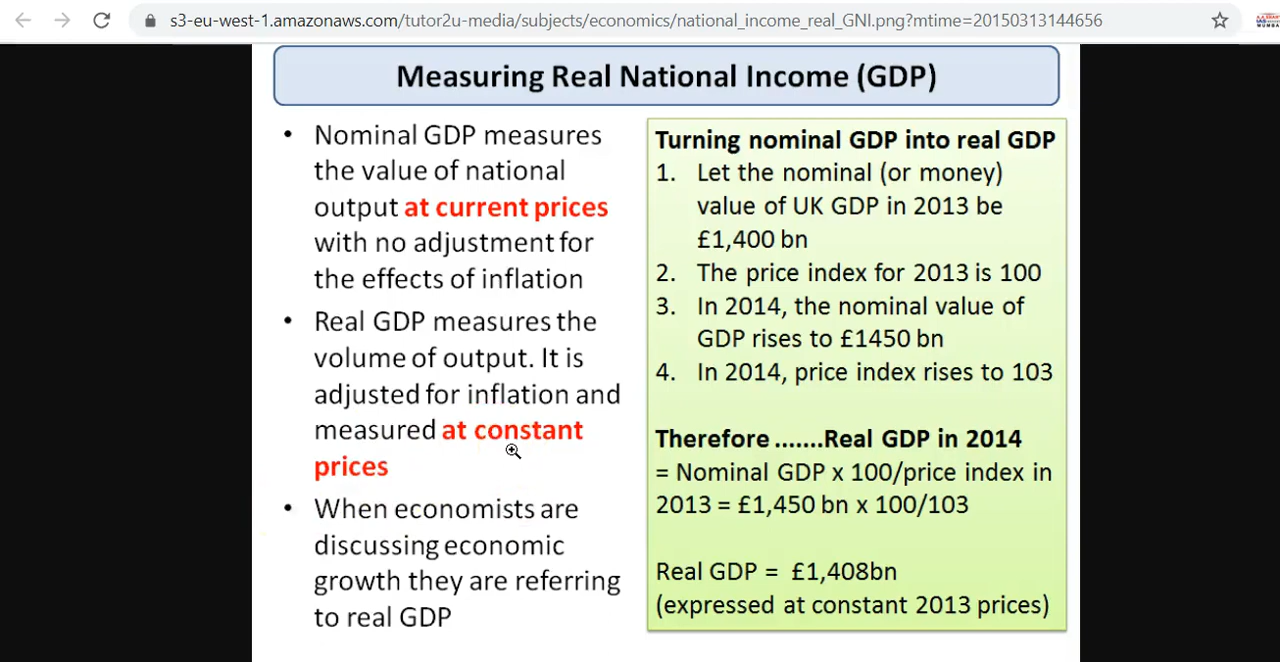 s3-eu-west-1.amazonaws.com/tutor2u-media/subjects/economics/national_income_real_GNI.png?mtime=20150313144656
Measuring Real National Income (GDP)
• Nominal GDP measures
the value of national
output at current prices
with no adjustment for
the effects of inflation
• Real GDP measures the
volume of output. It is
adjusted for inflation and
measured at constant
prices
• When economists are
discussing economic
growth they are referring
to real GDP
Turning nominal GDP into real GDP
1. Let the nominal (or money)
value of UK GDP in 2013 be
£1,400 bn
2. The price index for 2013 is 100
3. In 2014, the nominal value of
GDP rises to £1450 bn
4. In 2014, price index rises to 103
Therefore .......Real GDP in 2014
= Nominal GDP x 100/price index in
2013 = £1,450 bn x 100/103
Real GDP = £1,408bn
(expressed at constant 2013 prices)